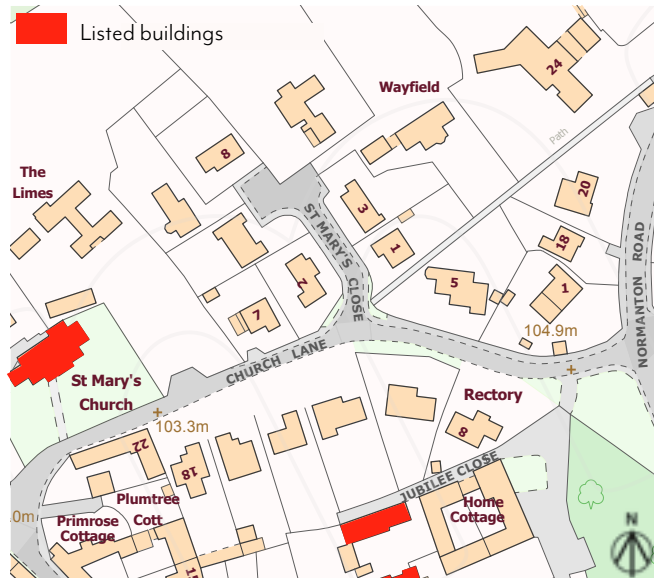 Listed buildings
24
Wayfield
Path
8
The
Limes
20
3
ST MARY'S CLOSE
1
18
NORMANTON ROAD
2
5
1
7
104.9m
CHURCH LANE
St Mary's
Church
Rectory
103.3m
8
22
18
JUBILEE CLOSE
Plumtree
Cott
Home
Cottage
.0m
Primrose
Cottage
N